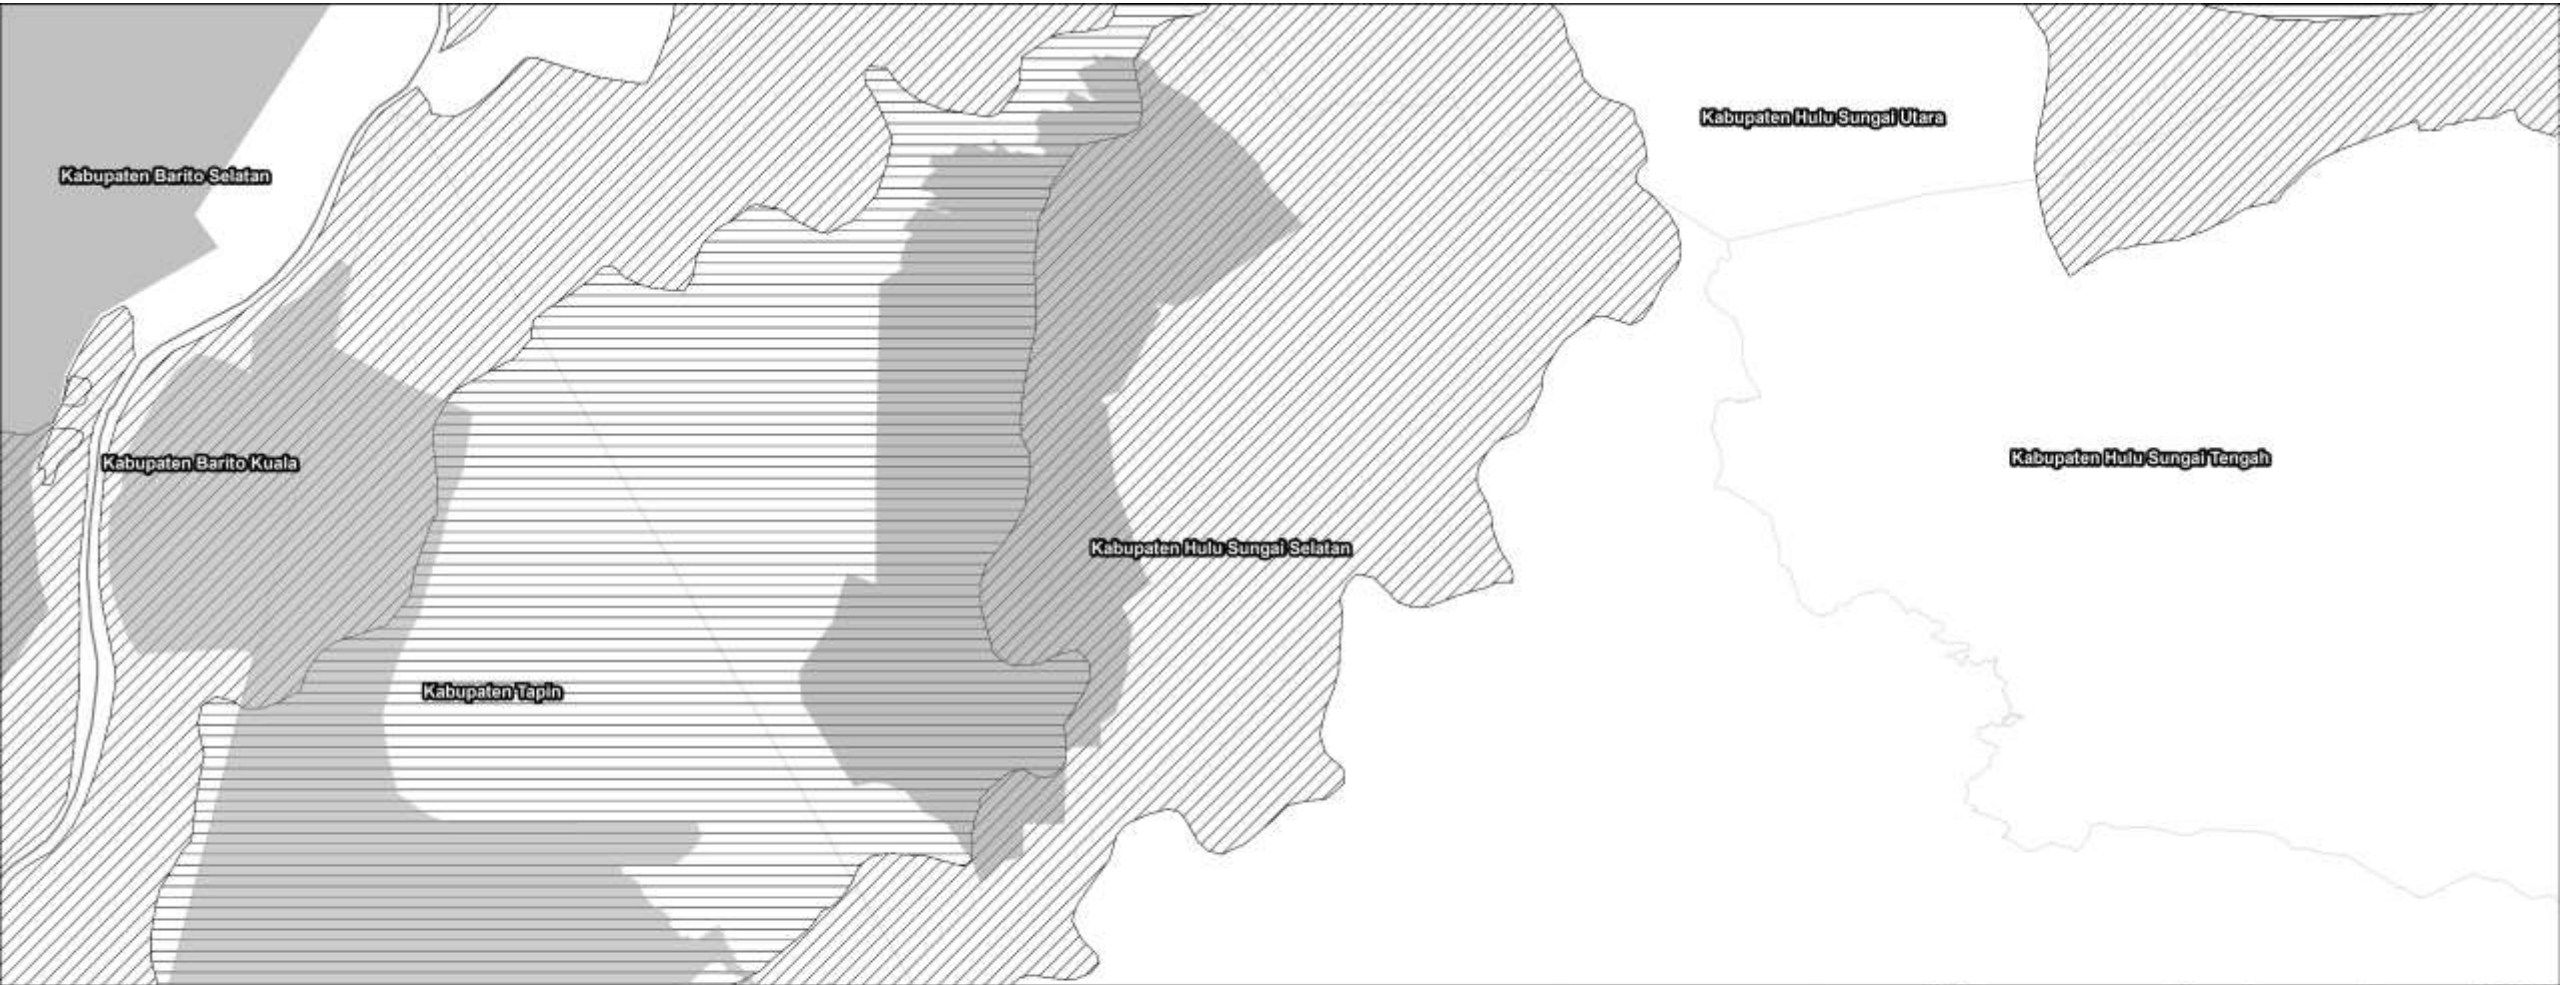 Kabupaten Hulu Sungai Utara
Kabupaten Barito Selatan
Kabupaten Hulu Sungai Tengah
Kabupaten Barito Kuala
Kabupaten Hulu Sungai Selatan
Kabupaten Tapin